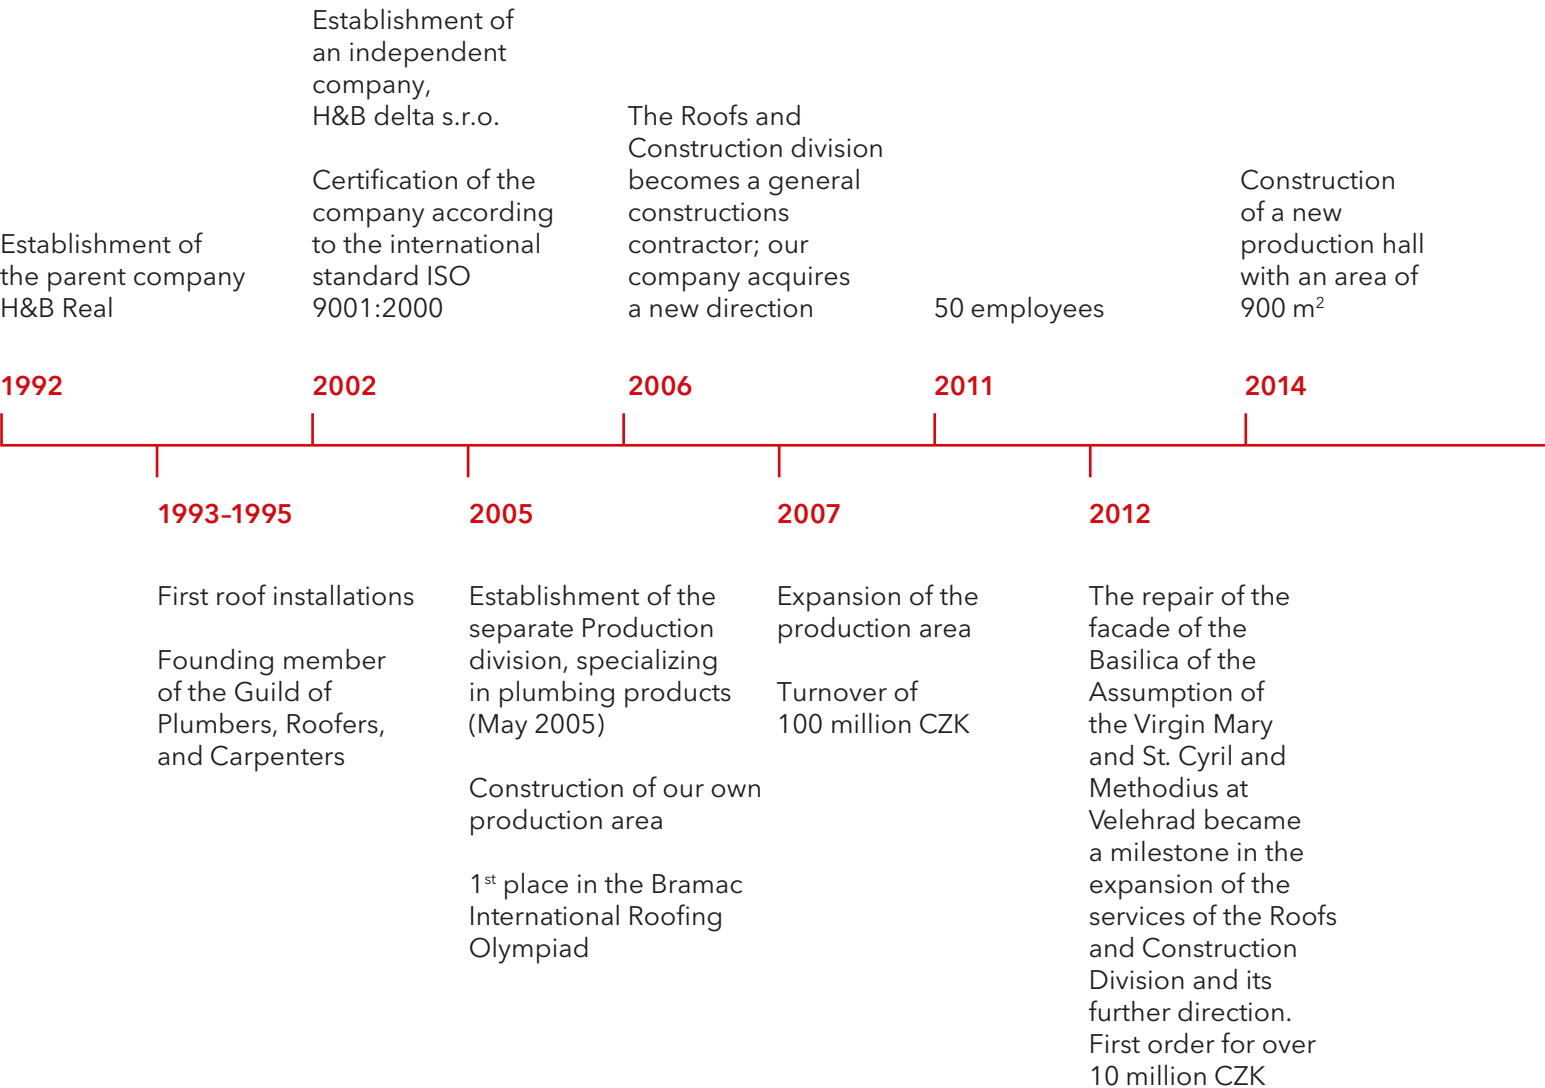 Establishment of
the parent company
H&B Real
1992
1993–1995
First roof installations
Founding member
of the Guild of
Plumbers, Roofers,
and Carpenters
Establishment of
an independent
company,
H&B delta s.r.o.
Certification of the
company according
to the international
standard ISO
9001:2000
2002
2005
Establishment of the
separate Production
division, specializing
in plumbing products
(May 2005)
Construction of our own
production area
1st place in the Bramac
International Roofing
Olympiad
The Roofs and
Construction division
becomes a general
constructions
contractor; our
company acquires
a new direction
2006
2007
Expansion of the
production area
Turnover of
100 million CZK
50 employees
2011
2012
The repair of the
facade of the
Basilica of the
Assumption of
the Virgin Mary
and St. Cyril and
Methodius at
Velehrad became
a milestone in the
expansion of the
services of the Roofs
and Construction
Division and its
further direction.
First order for over
10 million CZK
Construction
of a new
production hall
with an area of
900 m²
2014